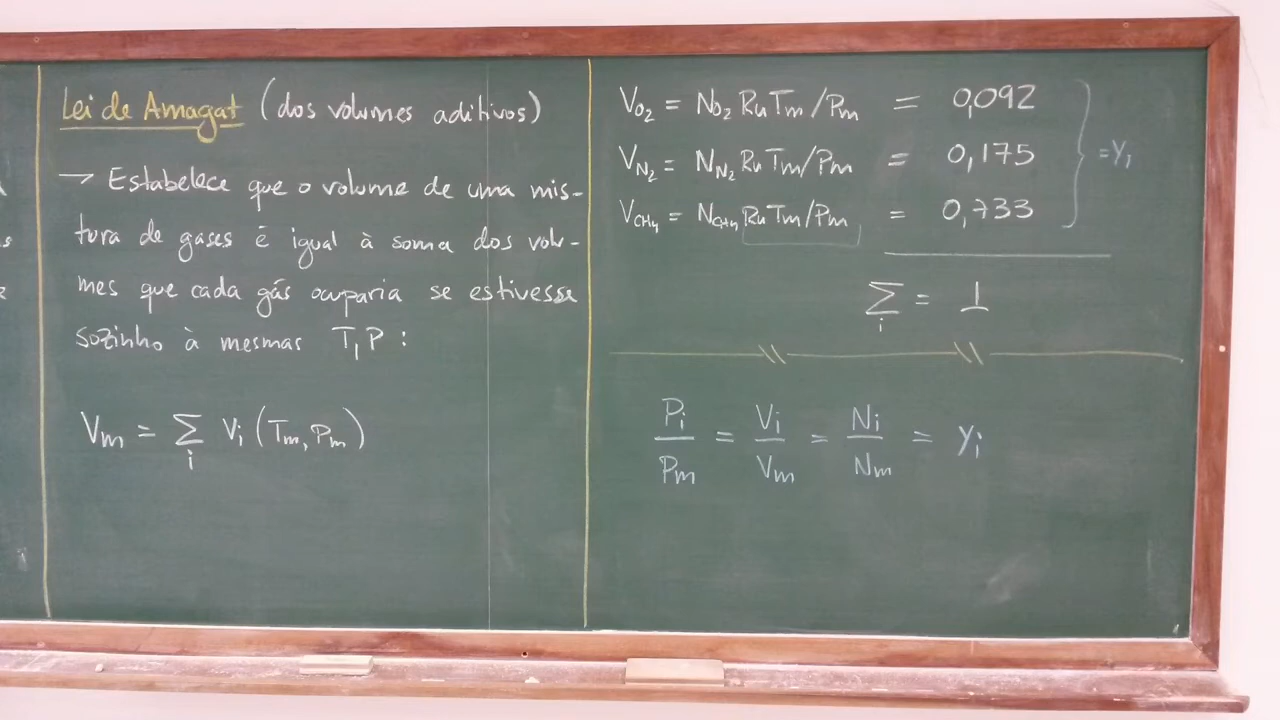 Lei de Amagat (dos volumes aditivos)
→ Estabelece que o volume de uma mis-
tura de gases é igual à soma dos volu-
mes que cada gás ocuparia se estivesse
sozinho à mesmas T, P :
Vm = ∑i Vi (Tm, Pm)
VO₂ = NO₂ Ru Tm/Pm = 0,092
VN₂ = NN₂ Ru Tm/Pm = 0,175
VCH₄ = NCH₄ Ru Tm/Pm = 0,733
} = Yi
∑i = 1
Pi/Pm = Vi/Vm = Ni/Nm = Yi